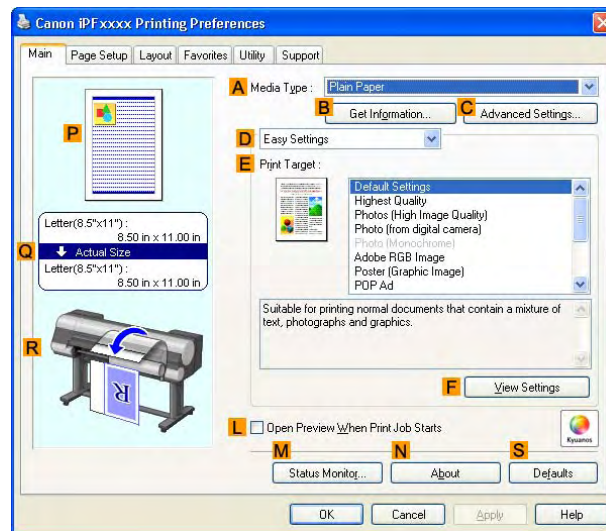 Canon iPFxxxx Printing Preferences
Main Page Setup Layout Favorites Utility Support
P
A Media Type : Plain Paper
B Get Information... C Advanced Settings...
D Easy Settings
E Print Target :
Default Settings
Highest Quality
Photos (High Image Quality)
Photo (from digital camera)
Photo (Monochrome)
Adobe RGB Image
Poster (Graphic Image)
POP Ad
Letter(8.5"x11") :
8.50 in x 11.00 in
Q Actual Size
Letter(8.5"x11") :
8.50 in x 11.00 in
Suitable for printing normal documents that contain a mixture of
text, photographs and graphics.
R
R
F View Settings
L Open Preview When Print Job Starts
Kyuanos
M Status Monitor... N About S Defaults
OK Cancel Apply Help